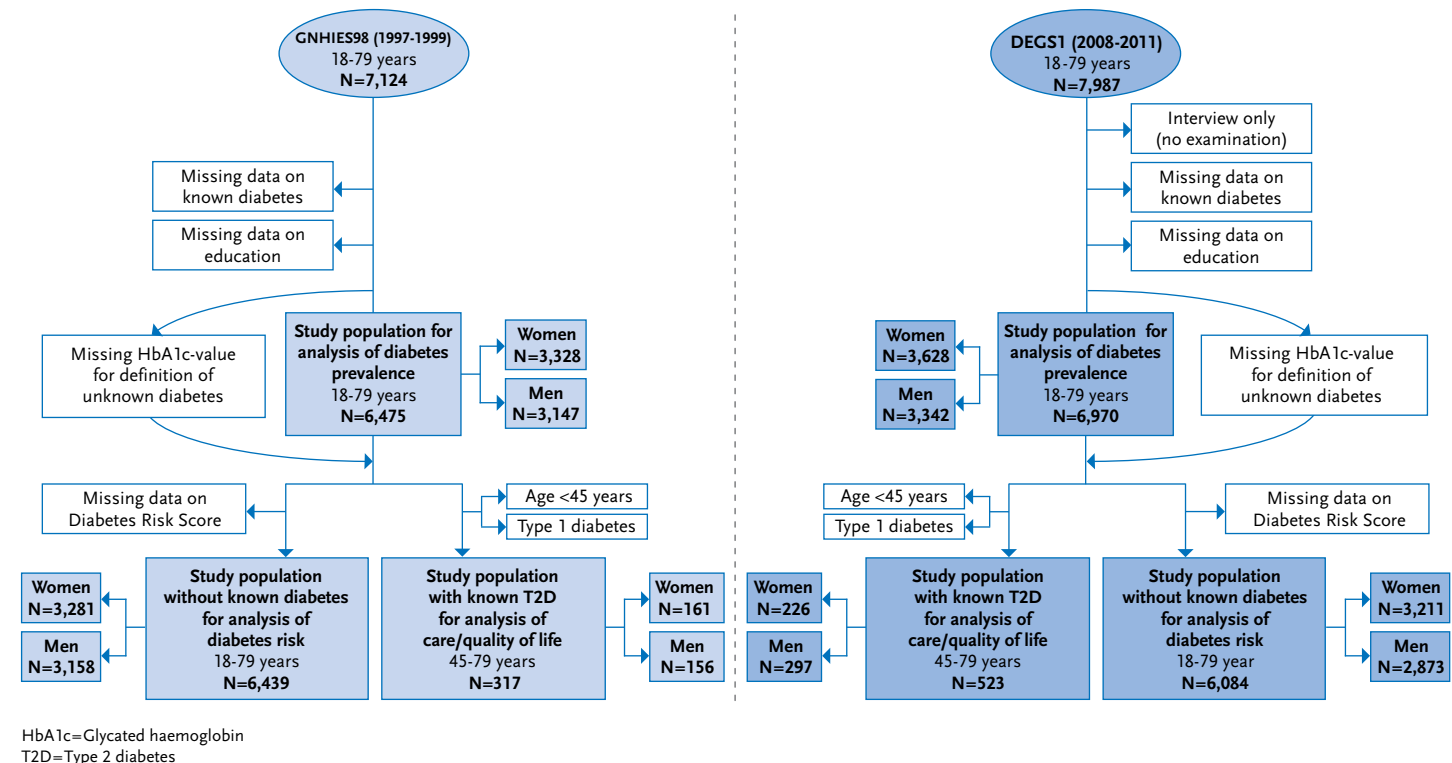 GNHIES98 (1997-1999)
18-79 years
N=7,124
Missing data on
known diabetes
Missing data on
education
Missing HbA1c-value
for definition of
unknown diabetes
Study population for
analysis of diabetes
prevalence
18-79 years
N=6,475
Women
N=3,328
Men
N=3,147
Missing data on
Diabetes Risk Score
Age <45 years
Type 1 diabetes
Women
N=3,281
Men
N=3,158
Study population
without known diabetes
for analysis of
diabetes risk
18-79 years
N=6,439
Study population
with known T2D
for analysis of
care/quality of life
45-79 years
N=317
Women
N=161
Men
N=156
DEGS1 (2008-2011)
18-79 years
N=7,987
Interview only
(no examination)
Missing data on
known diabetes
Missing data on
education
Women
N=3,628
Men
N=3,342
Study population for
analysis of diabetes
prevalence
18-79 years
N=6,970
Missing HbA1c-value
for definition of
unknown diabetes
Age <45 years
Type 1 diabetes
Missing data on
Diabetes Risk Score
Women
N=226
Men
N=297
Study population
with known T2D
for analysis of
care/quality of life
45-79 years
N=523
Study population
without known diabetes
for analysis of
diabetes risk
18-79 year
N=6,084
Women
N=3,211
Men
N=2,873
HbA1c=Glycated haemoglobin
T2D=Type 2 diabetes